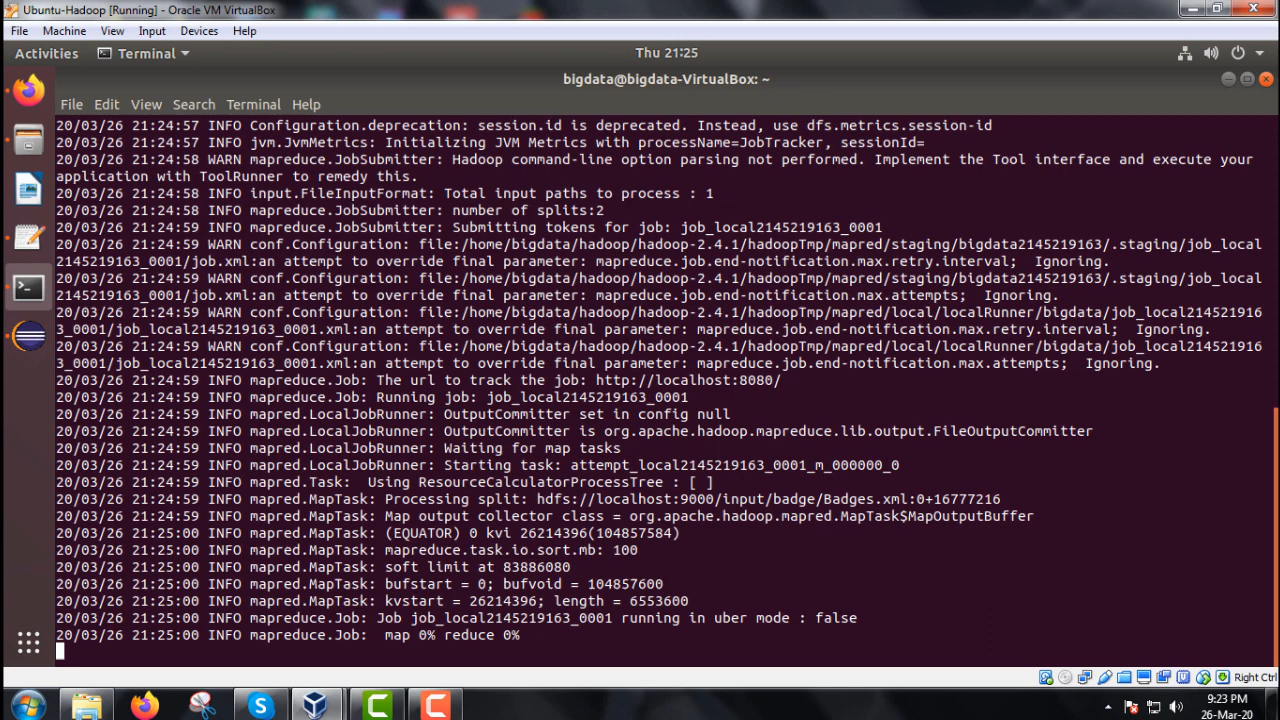 Ubuntu-Hadoop [Running] - Oracle VM VirtualBox
File Machine View Input Devices Help
Activities Terminal Thu 21:25
bigdata@bigdata-VirtualBox: ~
File Edit View Search Terminal Help
20/03/26 21:24:57 INFO Configuration.deprecation: session.id is deprecated. Instead, use dfs.metrics.session-id
20/03/26 21:24:57 INFO jvm.JvmMetrics: Initializing JVM Metrics with processName=JobTracker, sessionId=
20/03/26 21:24:58 WARN mapreduce.JobSubmitter: Hadoop command-line option parsing not performed. Implement the Tool interface and execute your
application with ToolRunner to remedy this.
20/03/26 21:24:58 INFO input.FileInputFormat: Total input paths to process : 1
20/03/26 21:24:58 INFO mapreduce.JobSubmitter: number of splits:2
20/03/26 21:24:58 INFO mapreduce.JobSubmitter: Submitting tokens for job: job_local2145219163_0001
20/03/26 21:24:59 WARN conf.Configuration: file:/home/bigdata/hadoop/hadoop-2.4.1/hadoopTmp/mapred/staging/bigdata2145219163/.staging/job_local
2145219163_0001/job.xml:an attempt to override final parameter: mapreduce.job.end-notification.max.retry.interval;  Ignoring.
20/03/26 21:24:59 WARN conf.Configuration: file:/home/bigdata/hadoop/hadoop-2.4.1/hadoopTmp/mapred/staging/bigdata2145219163/.staging/job_local
2145219163_0001/job.xml:an attempt to override final parameter: mapreduce.job.end-notification.max.attempts;  Ignoring.
20/03/26 21:24:59 WARN conf.Configuration: file:/home/bigdata/hadoop/hadoop-2.4.1/hadoopTmp/mapred/local/localRunner/bigdata/job_local214521916
3_0001/job_local2145219163_0001.xml:an attempt to override final parameter: mapreduce.job.end-notification.max.retry.interval;  Ignoring.
20/03/26 21:24:59 WARN conf.Configuration: file:/home/bigdata/hadoop/hadoop-2.4.1/hadoopTmp/mapred/local/localRunner/bigdata/job_local214521916
3_0001/job_local2145219163_0001.xml:an attempt to override final parameter: mapreduce.job.end-notification.max.attempts;  Ignoring.
20/03/26 21:24:59 INFO mapreduce.Job: The url to track the job: http://localhost:8080/
20/03/26 21:24:59 INFO mapreduce.Job: Running job: job_local2145219163_0001
20/03/26 21:24:59 INFO mapred.LocalJobRunner: OutputCommitter set in config null
20/03/26 21:24:59 INFO mapred.LocalJobRunner: OutputCommitter is org.apache.hadoop.mapreduce.lib.output.FileOutputCommitter
20/03/26 21:24:59 INFO mapred.LocalJobRunner: Waiting for map tasks
20/03/26 21:24:59 INFO mapred.LocalJobRunner: Starting task: attempt_local2145219163_0001_m_000000_0
20/03/26 21:24:59 INFO mapred.Task:  Using ResourceCalculatorProcessTree : [ ]
20/03/26 21:24:59 INFO mapred.MapTask: Processing split: hdfs://localhost:9000/input/badge/Badges.xml:0+16777216
20/03/26 21:24:59 INFO mapred.MapTask: Map output collector class = org.apache.hadoop.mapred.MapTask$MapOutputBuffer
20/03/26 21:25:00 INFO mapred.MapTask: (EQUATOR) 0 kvi 26214396(104857584)
20/03/26 21:25:00 INFO mapred.MapTask: mapreduce.task.io.sort.mb: 100
20/03/26 21:25:00 INFO mapred.MapTask: soft limit at 83886080
20/03/26 21:25:00 INFO mapred.MapTask: bufstart = 0; bufvoid = 104857600
20/03/26 21:25:00 INFO mapred.MapTask: kvstart = 26214396; length = 6553600
20/03/26 21:25:00 INFO mapreduce.Job: Job job_local2145219163_0001 running in uber mode : false
20/03/26 21:25:00 INFO mapreduce.Job:  map 0% reduce 0%
Right Ctrl
9:23 PM
26-Mar-20